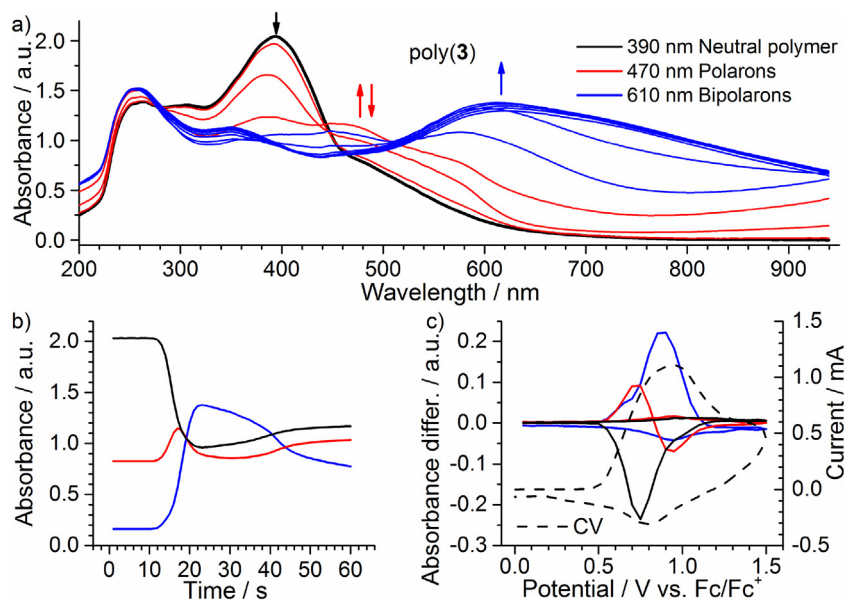 a)
poly(3)
390 nm Neutral polymer
470 nm Polarons
610 nm Bipolarons
Absorbance / a.u.
2.0
1.5
1.0
0.5
0.0
200 300 400 500 600 700 800 900
Wavelength / nm
b)
Absorbance / a.u.
2.0
1.5
1.0
0.5
0.0
0 10 20 30 40 50 60
Time / s
c)
Absorbance differ. / a.u.
0.2
0.1
0.0
-0.1
-0.2
-0.3
CV
1.5
1.0
0.5
0.0
-0.5
Current / mA
0.0 0.5 1.0 1.5
Potential / V vs. Fc/Fc⁺